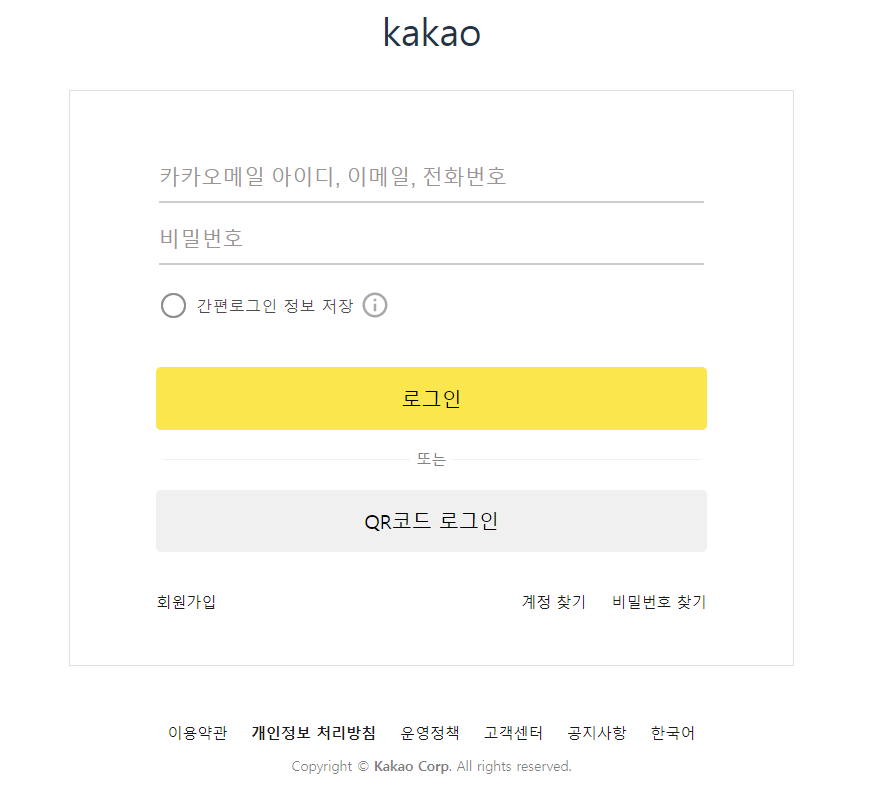 kakao
카카오메일 아이디, 이메일, 전화번호
비밀번호
간편로그인 정보 저장
로그인
또는
QR코드 로그인
회원가입 계정 찾기 비밀번호 찾기
이용약관 개인정보 처리방침 운영정책 고객센터 공지사항 한국어
Copyright © Kakao Corp. All rights reserved.